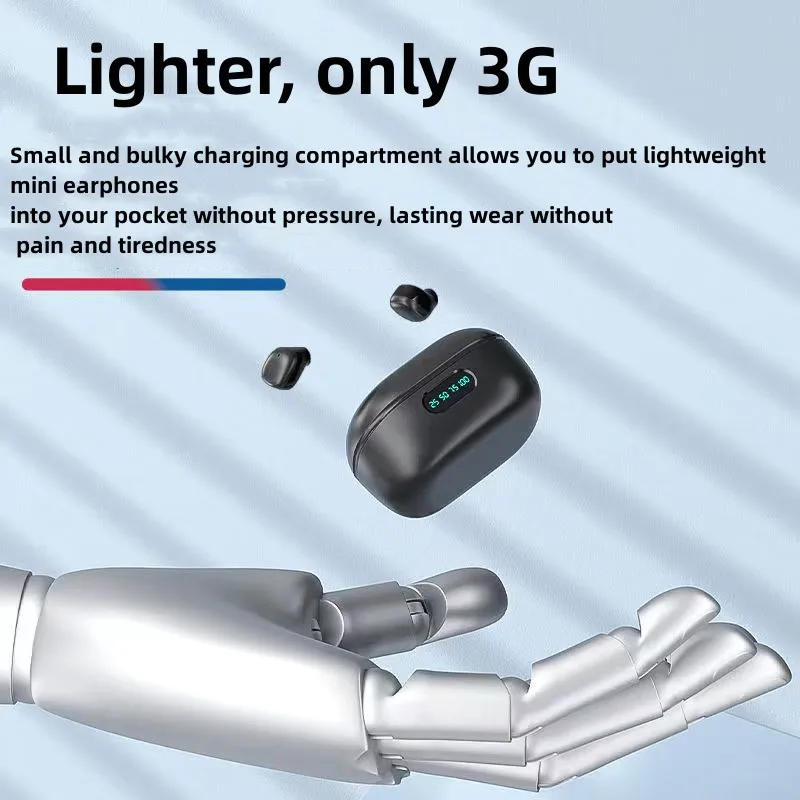 Lighter, only 3G
Small and bulky charging compartment allows you to put lightweight
mini earphones
into your pocket without pressure, lasting wear without
pain and tiredness
25 50 75 100